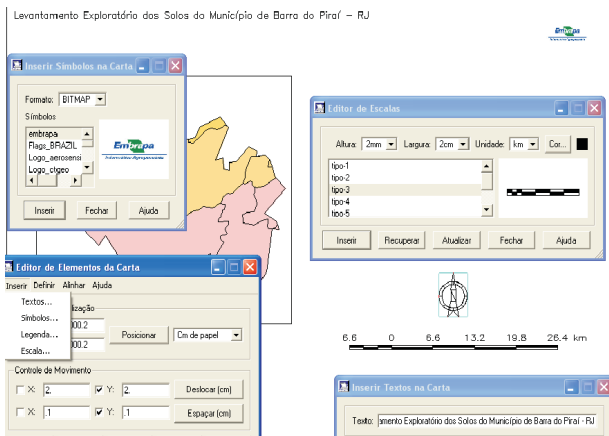 Levantamento Exploratório dos Solos do Município de Barra do Piraí - RJ
Embrapa
Inserir Símbolos na Carta
Formato: BITMAP
Símbolos
embrapa
Flags_BRAZIL
Logo_aerosensi
Logo_ctgeo
Embrapa
Informática Agropecuária
Inserir Fechar Ajuda
Editor de Escalas
Altura: 2mm Largura: 2cm Unidade: km Cor...
tipo-1
tipo-2
tipo-3
tipo-4
tipo-5
Inserir Recuperar Atualizar Fechar Ajuda
Editor de Elementos da Carta
Inserir Definir Alinhar Ajuda
Textos...
Símbolos...
Legenda...
Escala...
lização
000.2
000.2
Posicionar Cm de papel
Controle de Movimento
X: 2. Y: 2. Deslocar (cm)
X: .1 Y: .1 Espaçar (cm)
N
6.6 0 6.6 13.2 19.8 26.4 km
Inserir Textos na Carta
Texto: amento Exploratório dos Solos do Município de Barra do Piraí - RJ